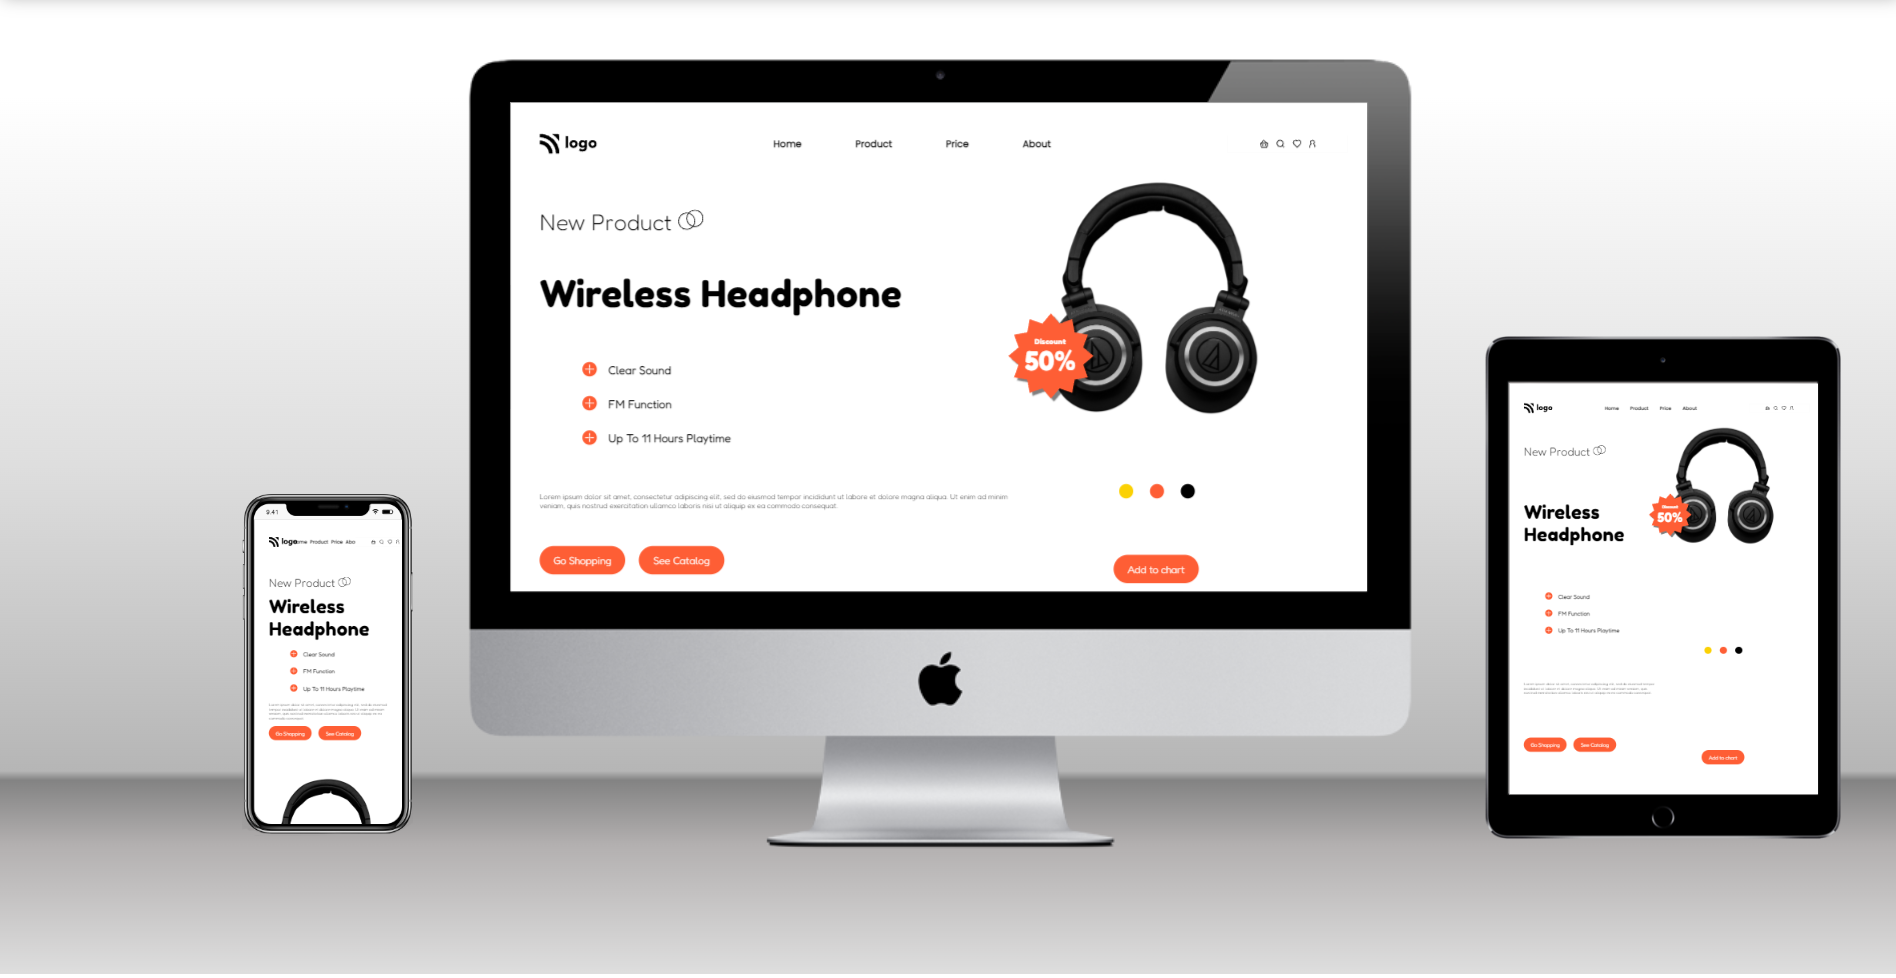 logo
Home Product Price About
New Product
Wireless Headphone
Discount
50%
Clear Sound
FM Function
Up To 11 Hours Playtime
Lorem ipsum dolor sit amet, consectetur adipiscing elit, sed do eiusmod tempor incididunt ut labore et dolore magna aliqua. Ut enim ad minim
veniam, quis nostrud exercitation ullamco laboris nisi ut aliquip ex ea commodo consequat.
Go Shopping See Catalog
Add to chart
9.41
logo ome Product Price Abo
New Product
Wireless
Headphone
Clear Sound
FM Function
Up To 11 Hours Playtime
Go Shopping See Catalog
logo Home Product Price About
New Product
Discount
50%
Wireless
Headphone
Clear Sound
FM Function
Up To 11 Hours Playtime
Go Shopping See Catalog
Add to chart